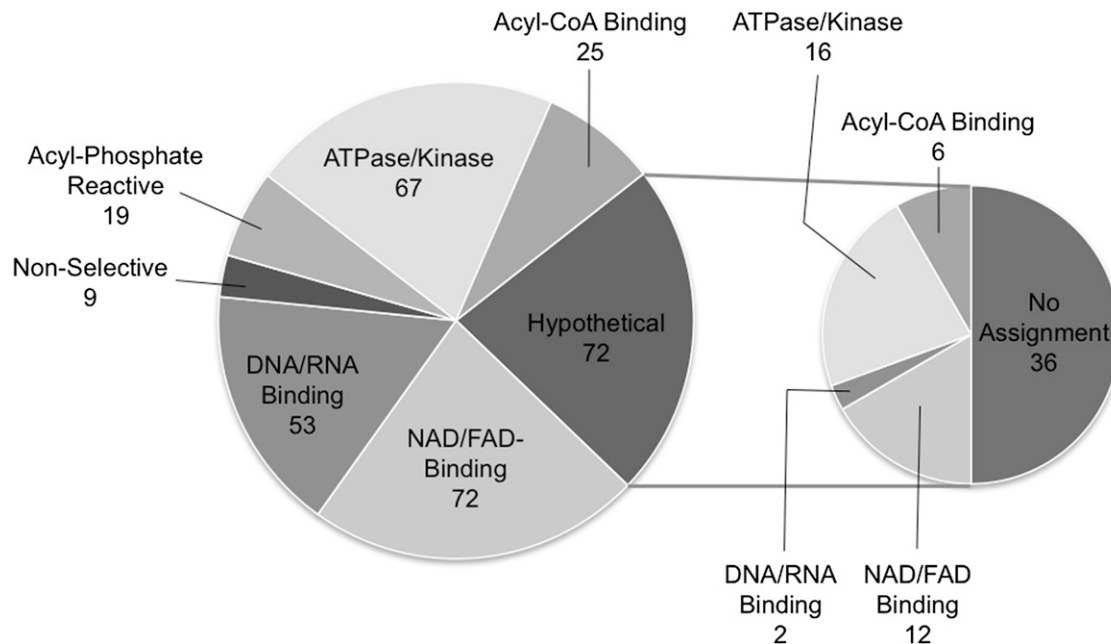 Acyl-CoA Binding
25
ATPase/Kinase
16
Acyl-CoA Binding
6
Acyl-Phosphate
Reactive
19
ATPase/Kinase
67
Non-Selective
9
Hypothetical
72
No
Assignment
36
DNA/RNA
Binding
53
NAD/FAD-
Binding
72
DNA/RNA
Binding
2
NAD/FAD
Binding
12